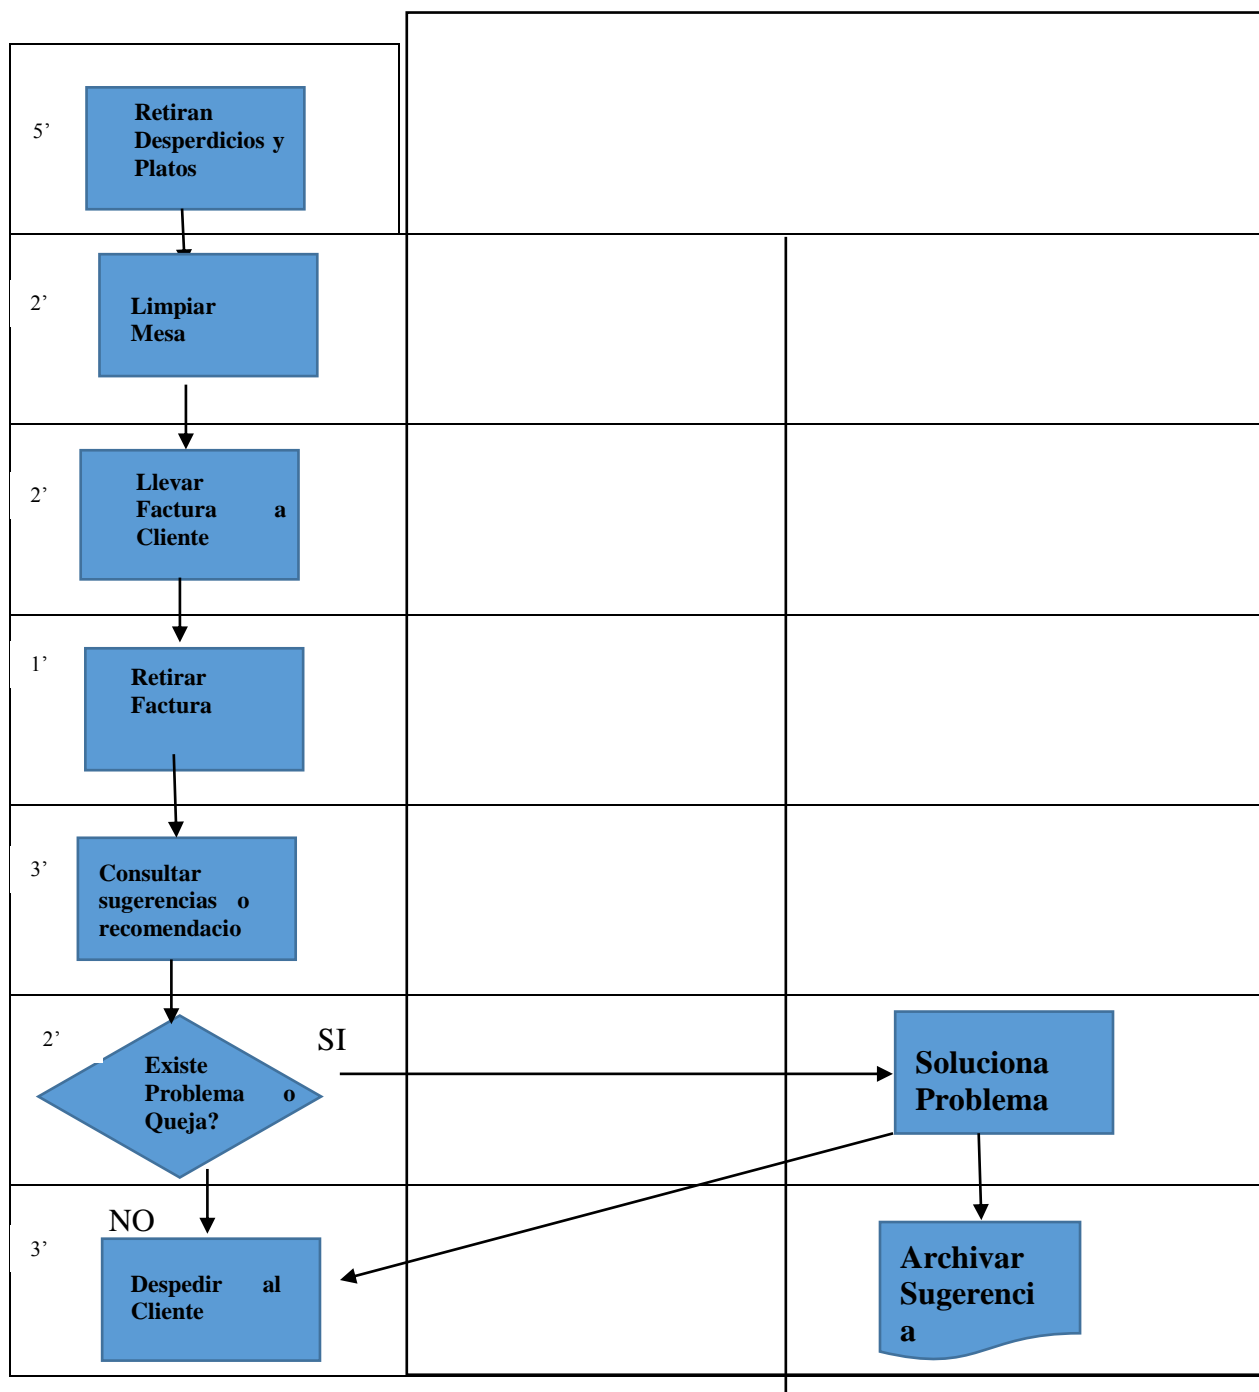 5’
Retiran
Desperdicios y
Platos
2’
Limpiar
Mesa
2’
Llevar
Factura a
Cliente
1’
Retirar
Factura
3’
Consultar
sugerencias o
recomendacio
2’
Existe
Problema o
Queja?
SI
Soluciona
Problema
NO
3’
Despedir al
Cliente
Archivar
Sugerenci
a